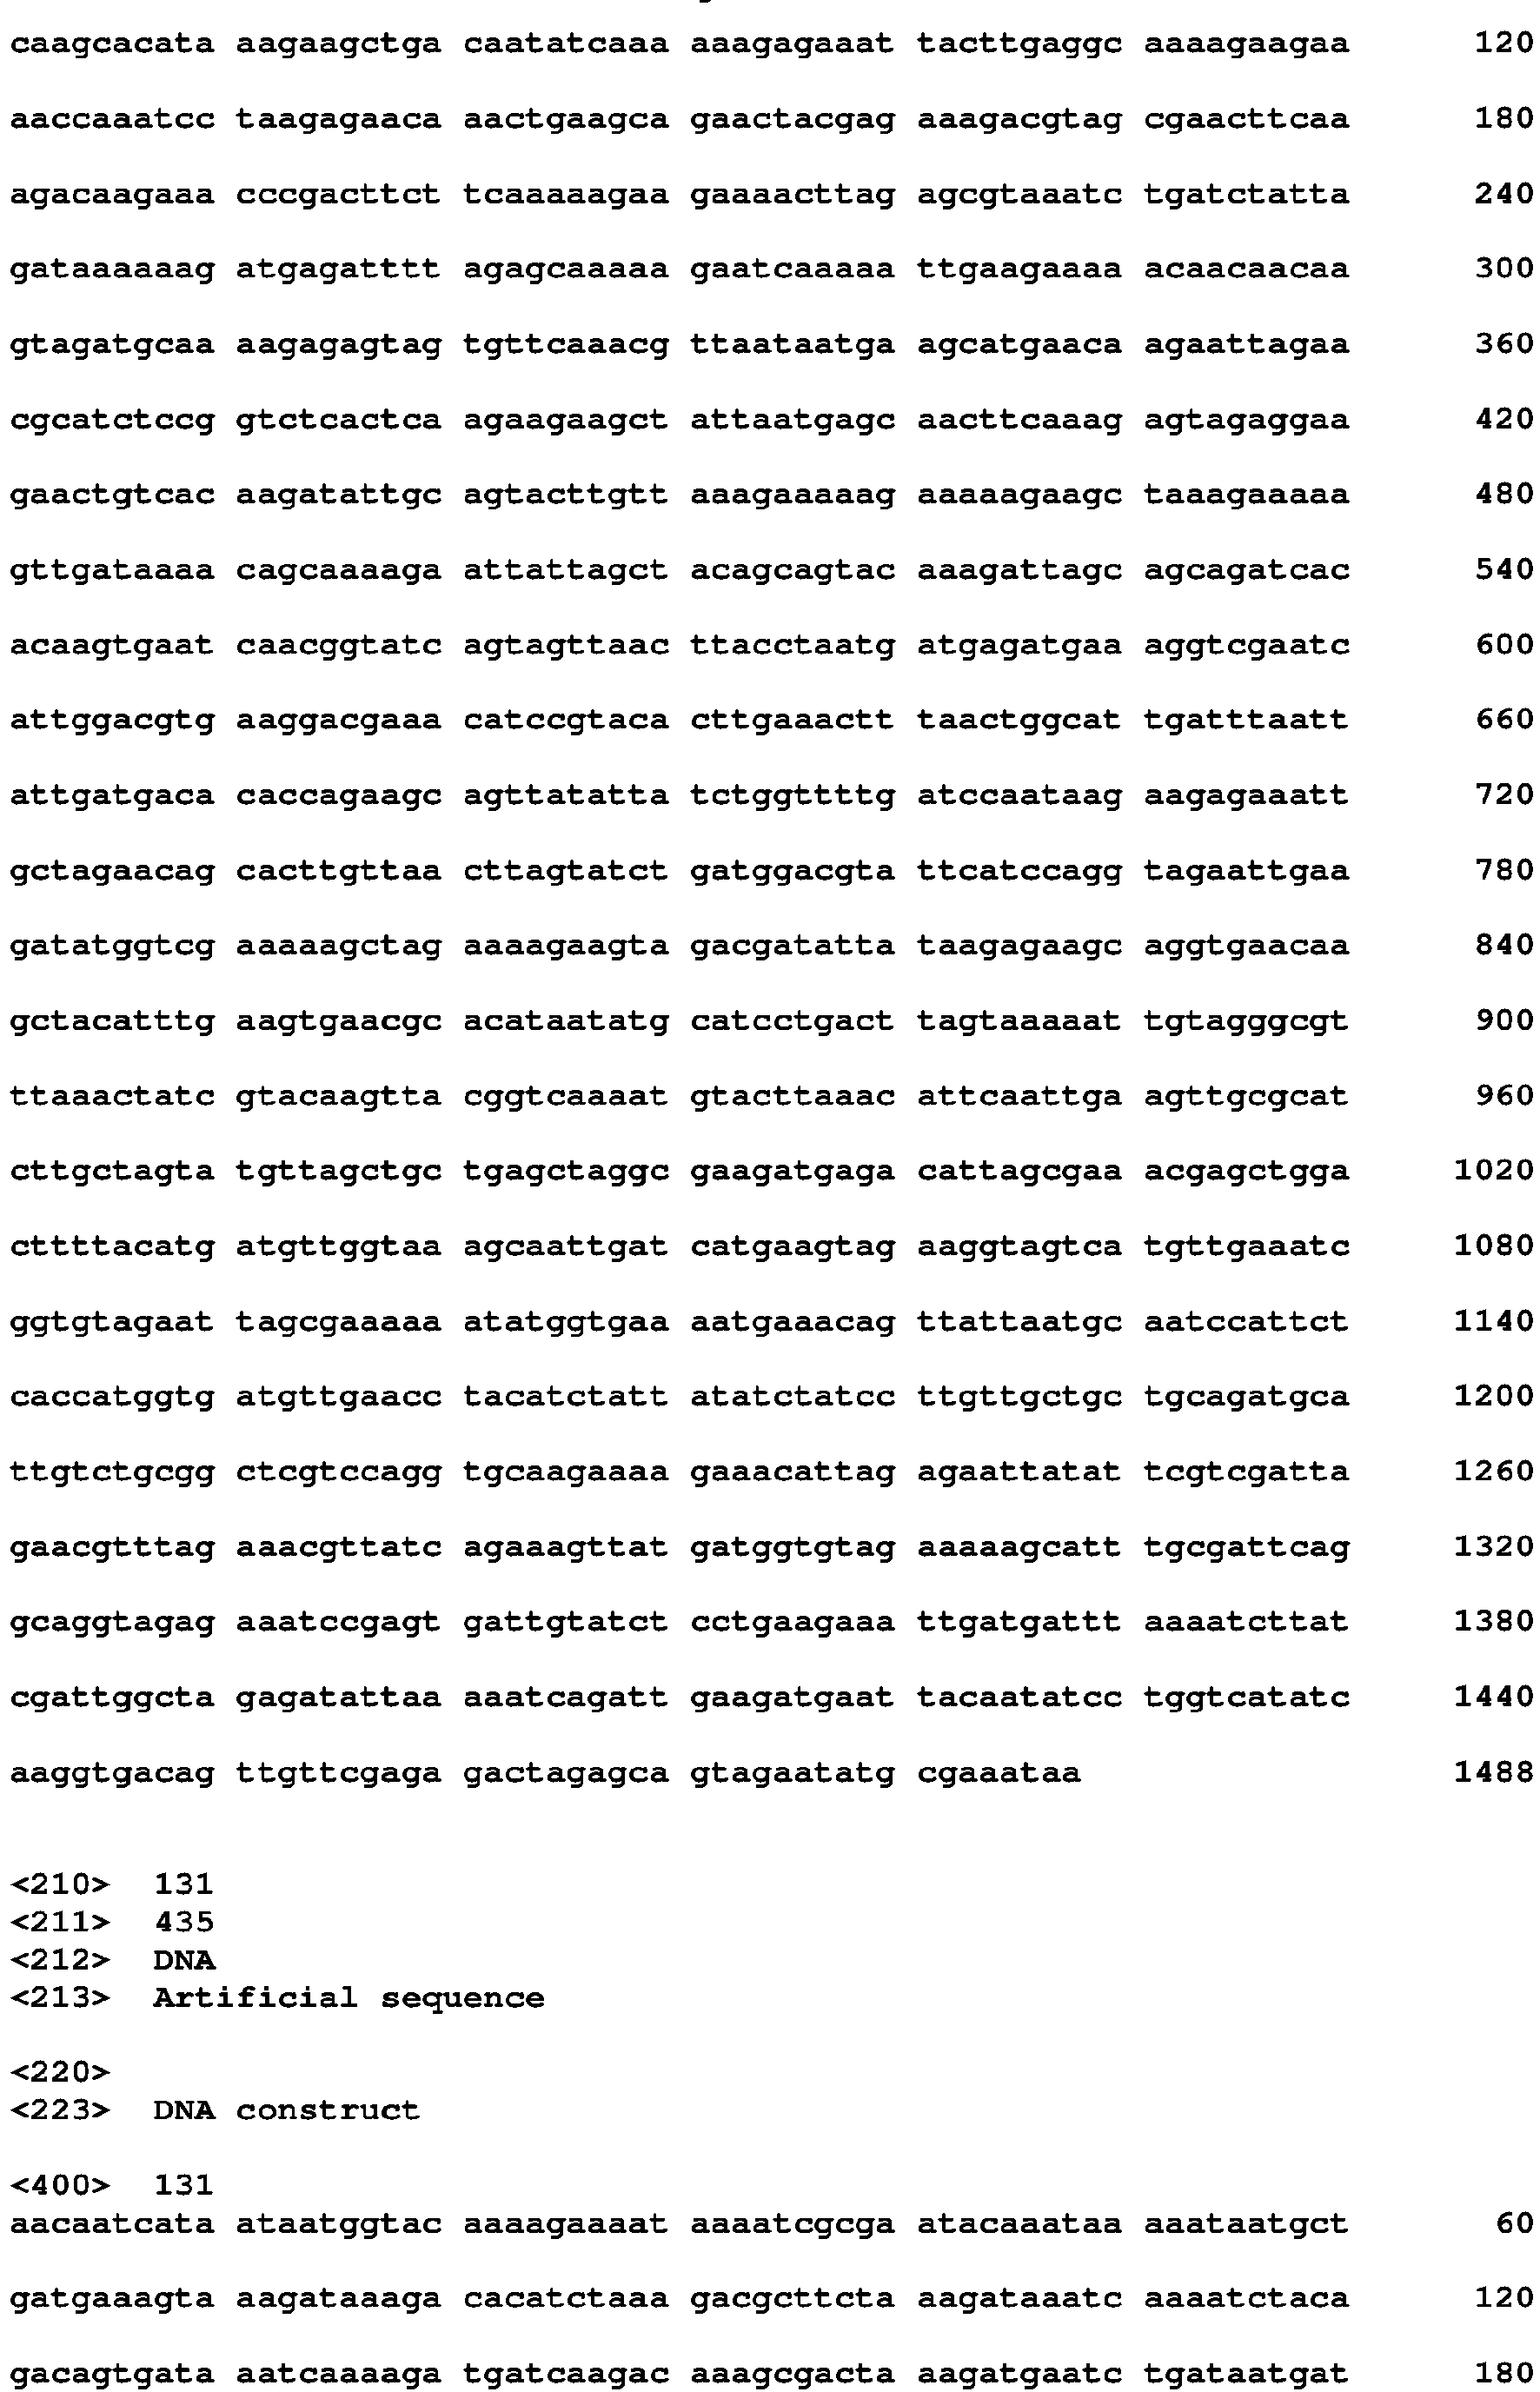 caagcacata aagaagctga caatatcaaa aaagagaaat tacttgaggc aaaagaagaa 120
aaccaaatcc taagagaaca aactgaagca gaactacgag aaagacgtag cgaacttcaa 180
agacaagaaa cccgacttct tcaaaaagaa gaaaacttag agcgtaaatc tgatctatta 240
gataaaaaag atgagatttt agagcaaaaa gaatcaaaaa ttgaagaaaa acaacaacaa 300
gtagatgcaa aagagagtag tgttcaaacg ttaataatga agcatgaaca agaattagaa 360
cgcatctccg gtctcactca agaagaagct attaatgagc aacttcaaag agtagaggaa 420
gaactgtcac aagatattgc agtacttgtt aaagaaaaag aaaaagaagc taaagaaaaa 480
gttgataaaa cagcaaaaga attattagct acagcagtac aaagattagc agcagatcac 540
acaagtgaat caacggtatc agtagttaac ttacctaatg atgagatgaa aggtcgaatc 600
attggacgtg aaggacgaaa catccgtaca cttgaaactt taactggcat tgatttaatt 660
attgatgaca caccagaagc agttatatta tctggttttg atccaataag aagagaaatt 720
gctagaacag cacttgttaa cttagtatct gatggacgta ttcatccagg tagaattgaa 780
gatatggtcg aaaaagctag aaaagaagta gacgatatta taagagaagc aggtgaacaa 840
gctacatttg aagtgaacgc acataatatg catcctgact tagtaaaaat tgtagggcgt 900
ttaaactatc gtacaagtta cggtcaaaat gtacttaaac attcaattga agttgcgcat 960
cttgctagta tgttagctgc tgagctaggc gaagatgaga cattagcgaa acgagctgga 1020
cttttacatg atgttggtaa agcaattgat catgaagtag aaggtagtca tgttgaaatc 1080
ggtgtagaat tagcgaaaaa atatggtgaa aatgaaacag ttattaatgc aatccattct 1140
caccatggtg atgttgaacc tacatctatt atatctatcc ttgttgctgc tgcagatgca 1200
ttgtctgcgg ctcgtccagg tgcaagaaaa gaaacattag agaattatat tcgtcgatta 1260
gaacgtttag aaacgttatc agaaagttat gatggtgtag aaaaagcatt tgcgattcag 1320
gcaggtagag aaatccgagt gattgtatct cctgaagaaa ttgatgattt aaaatcttat 1380
cgattggcta gagatattaa aaatcagatt gaagatgaat tacaatatcc tggtcatatc 1440
aaggtgacag ttgttcgaga gactagagca gtagaatatg cgaaataa 1488
<210> 131
<211> 435
<212> DNA
<213> Artificial sequence
<220>
<223> DNA construct
<400> 131
aacaatcata ataatggtac aaaagaaaat aaaatcgcga atacaaataa aaataatgct 60
gatgaaagta aagataaaga cacatctaaa gacgcttcta aagataaatc aaaatctaca 120
gacagtgata aatcaaaaga tgatcaagac aaagcgacta aagatgaatc tgataatgat 180